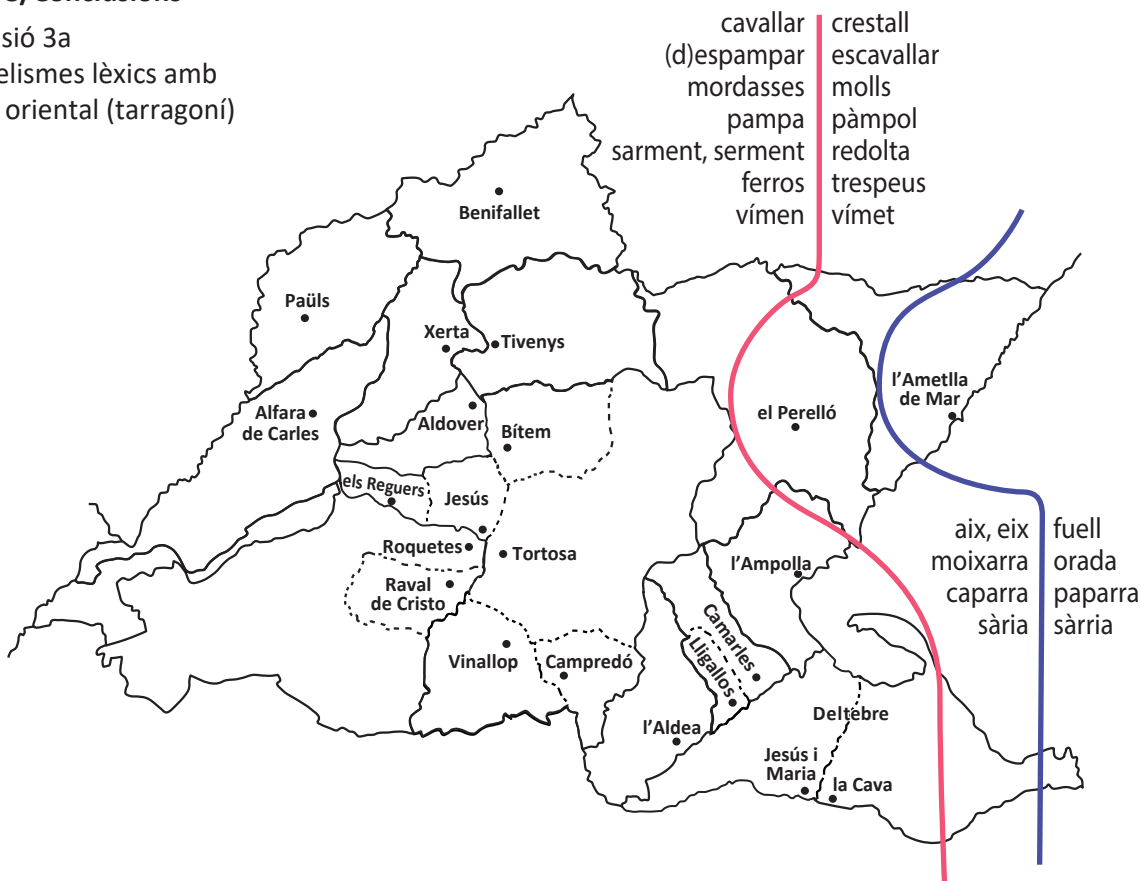 sió 3a
elismes lèxics amb
oriental (tarragoní)
cavallar
(d)espampar
mordasses
pampa
sarment, serment
ferros
vímen
crestall
escavallar
molls
pàmpol
redolta
trespeus
vímet
Benifallet
Paüls
Xerta
Tivenys
l'Ametlla
de Mar
Alfara
de Carles
Aldover
el Perelló
Bítem
els Reguers
Jesús
Roquetes
Tortosa
Raval
de Cristo
l'Ampolla
aix, eix
moixarra
caparra
sària
fuell
orada
paparra
sàrria
Camarles
Lligallos
Vinallop
Campredó
l'Aldea
Deltebre
Jesús i
Maria
la Cava